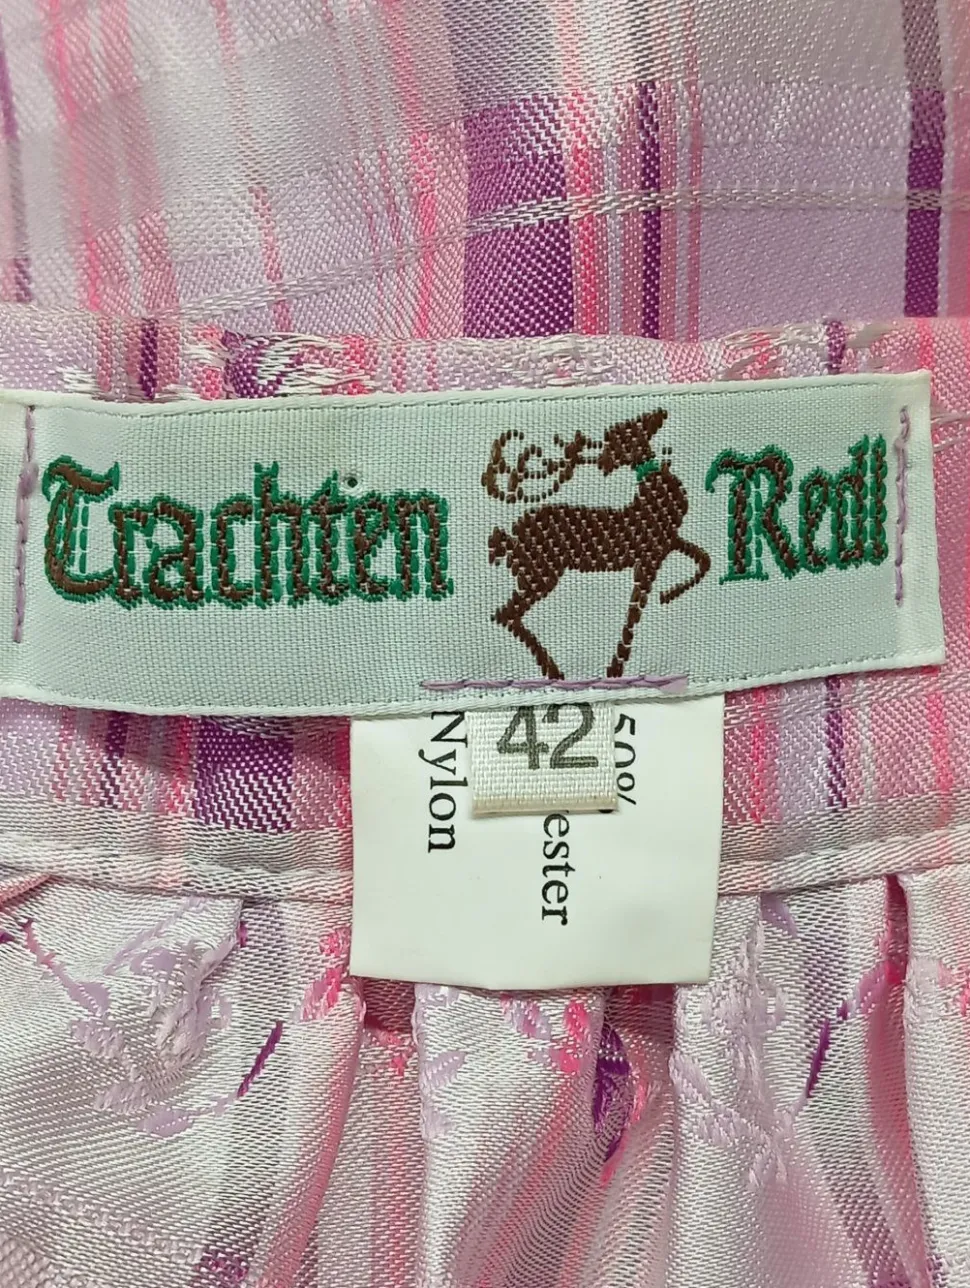 Trachten Redl
42
50%
ester
Nylon